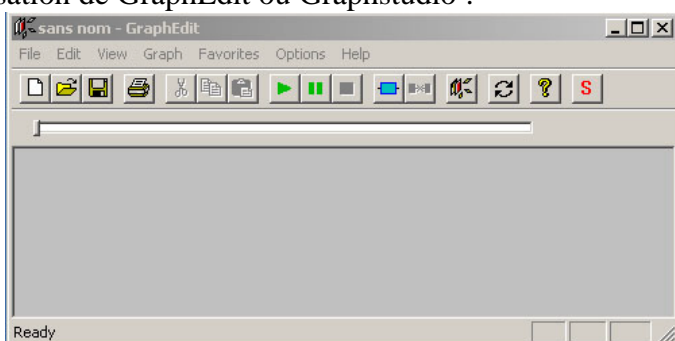 sation de GraphEdit ou Graphstudio :
sans nom - GraphEdit
File Edit View Graph Favorites Options Help
S
Ready